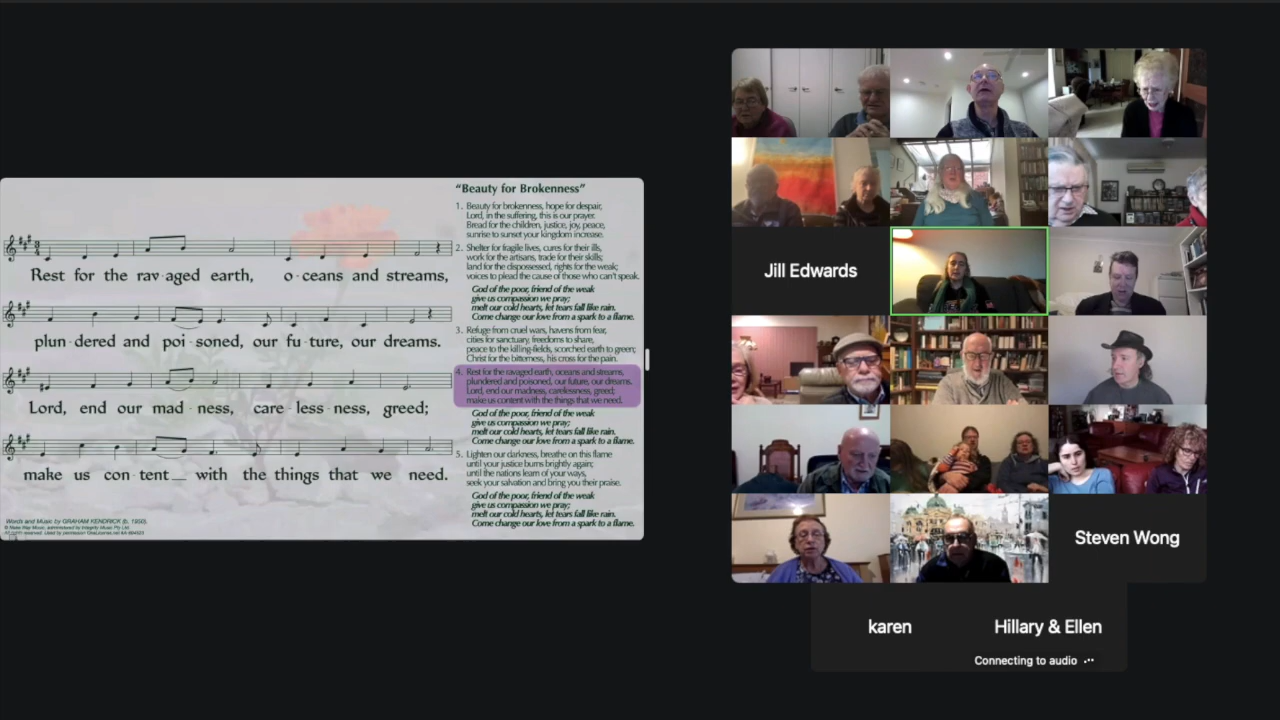 Rest for the rav·aged earth, o·ceans and streams,
plun·dered and poi·soned, our fu·ture, our dreams.
Lord, end our mad·ness, care·less·ness, greed;
make us con·tent__ with the things that we need.
Words and Music by GRAHAM KENDRICK (b. 1950).
"Beauty for Brokenness"
1. Beauty for brokenness, hope for despair,
Lord, in the suffering, this is our prayer.
Bread for the children, justice, joy, peace,
sunrise to sunset your kingdom increase.
2. Shelter for fragile lives, cures for their ills,
work for the artisans, trade for their skills;
land for the dispossessed, rights for the weak;
voices to plead the cause of those who can't speak.
God of the poor, friend of the weak
give us compassion we pray;
melt our cold hearts, let tears fall like rain.
Come change our love from a spark to a flame.
3. Refuge from cruel wars, havens from fear,
cities for sanctuary, freedoms to share,
peace to the killing-fields, scorched earth to green;
Christ for the bitterness, his cross for the pain.
4. Rest for the ravaged earth, oceans and streams,
plundered and poisoned, our future, our dreams.
Lord, end our madness, carelessness, greed;
make us content with the things that we need.
God of the poor, friend of the weak
give us compassion we pray;
melt our cold hearts, let tears fall like rain.
Come change our love from a spark to a flame.
5. Lighten our darkness, breathe on this flame
until your justice burns brightly again;
until the nations learn of your ways,
seek your salvation and bring you their praise.
God of the poor, friend of the weak
give us compassion we pray;
melt our cold hearts, let tears fall like rain.
Come change our love from a spark to a flame.
Jill Edwards
Steven Wong
karen
Hillary & Ellen
Connecting to audio